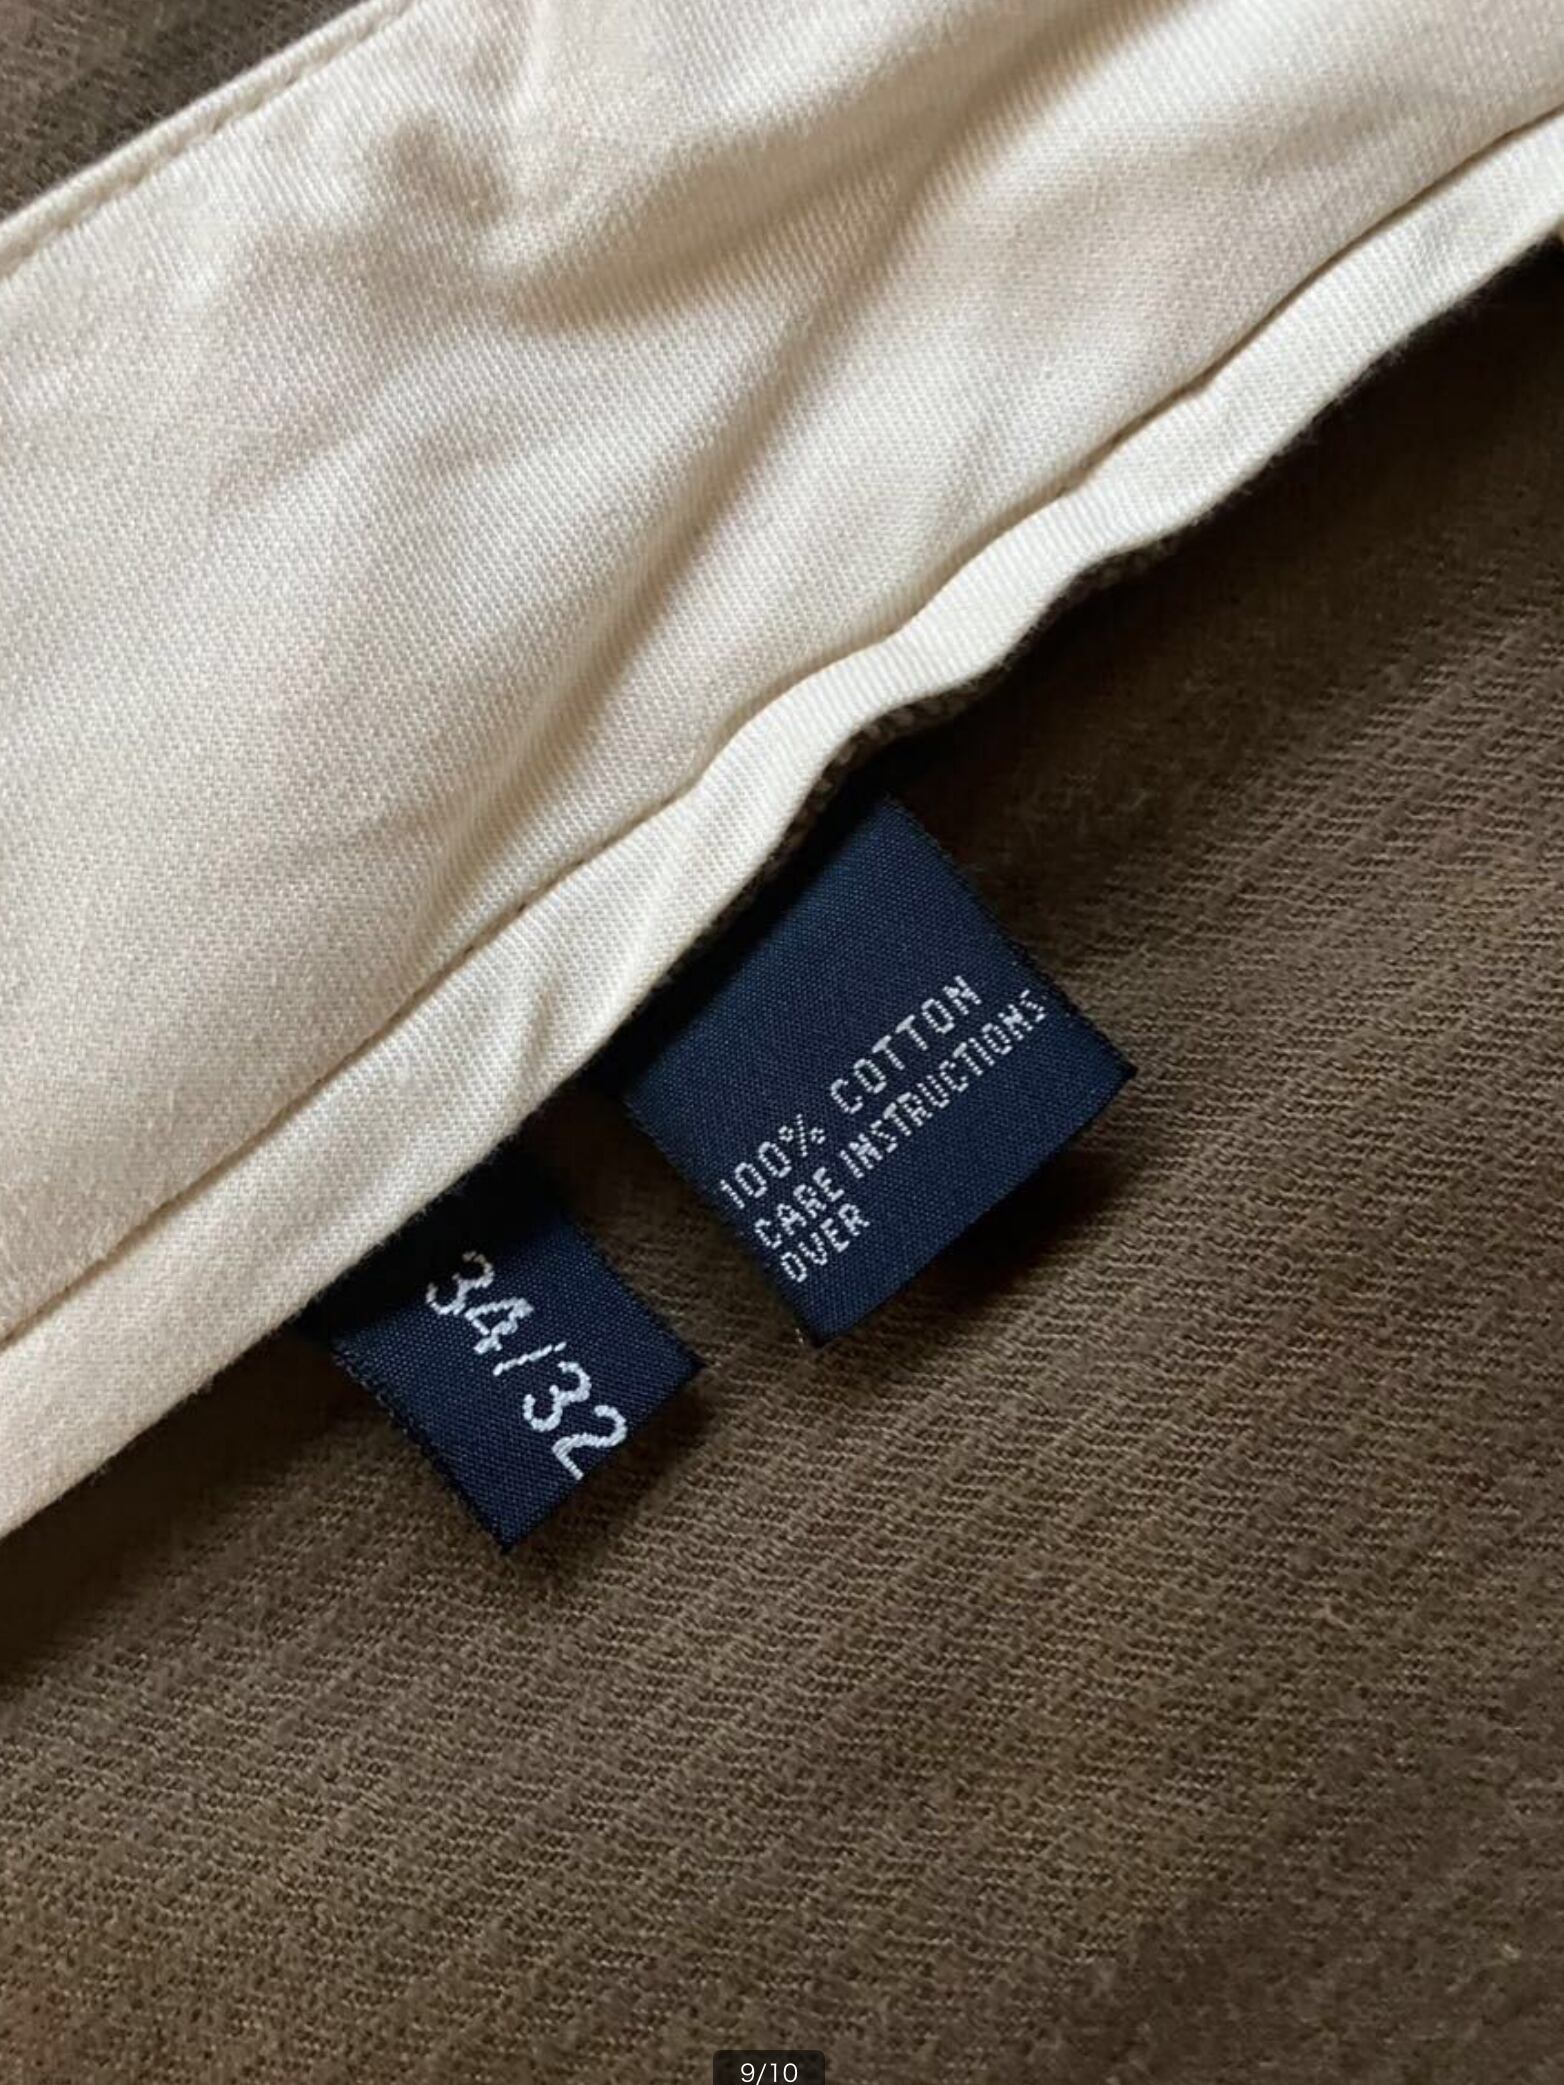 100% COTTON
CARE INSTRUCTIONS
OVER
34/32
9/10